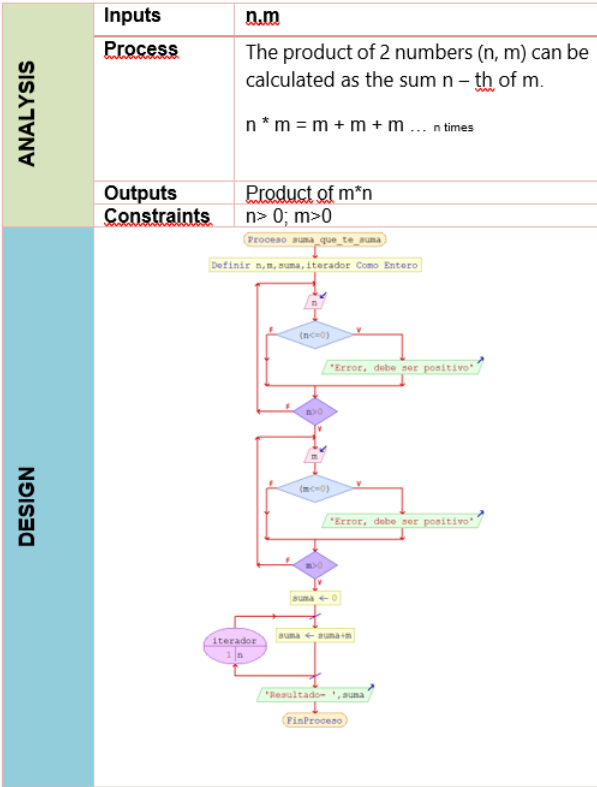 ANALYSIS
Inputs
n,m
Process
The product of 2 numbers (n, m) can be
calculated as the sum n – th of m.
n * m = m + m + m ... n times
Outputs
Product of m*n
Constraints
n> 0; m>0
DESIGN
Proceso suma_que_te_suma
Definir n,m,suma,iterador Como Entero
n
(n<=0)
F
V
'Error, debe ser positivo'
n>0
F
V
m
(m<=0)
F
V
'Error, debe ser positivo'
m>0
F
V
suma ← 0
iterador
1 n
suma ← suma+m
'Resultado= ',suma
FinProceso